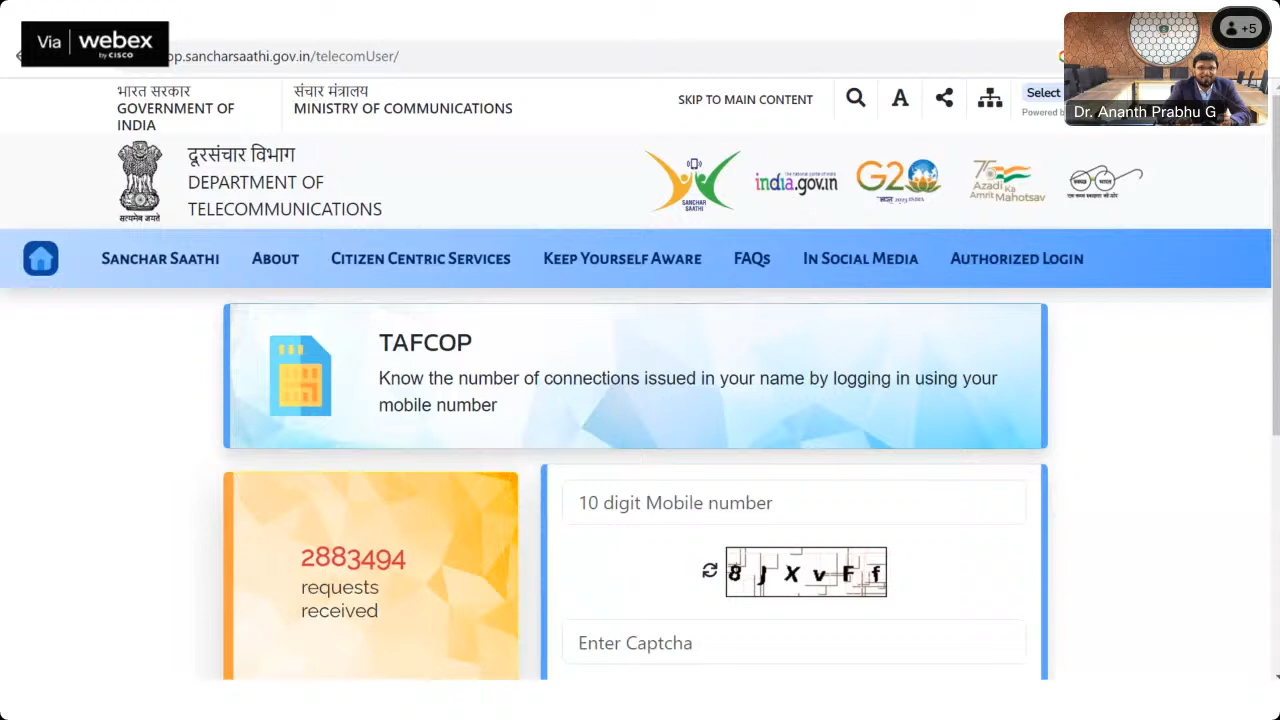 Via webex
by CISCO
op.sancharsaathi.gov.in/telecomUser/
+5
Dr. Ananth Prabhu G
भारत सरकार
GOVERNMENT OF
INDIA
संचार मंत्रालय
MINISTRY OF COMMUNICATIONS
SKIP TO MAIN CONTENT
A
Select
Powered by
सत्यमेव जयते
दूरसंचार विभाग
DEPARTMENT OF
TELECOMMUNICATIONS
SANCHAR
SAATHI
india.gov.in
G20
75
Azadi Ka
Amrit Mahotsav
SANCHAR SAATHI
ABOUT
CITIZEN CENTRIC SERVICES
KEEP YOURSELF AWARE
FAQs
IN SOCIAL MEDIA
AUTHORIZED LOGIN
TAFCOP
Know the number of connections issued in your name by logging in using your
mobile number
2883494
requests
received
10 digit Mobile number
8 J X v F f
Enter Captcha